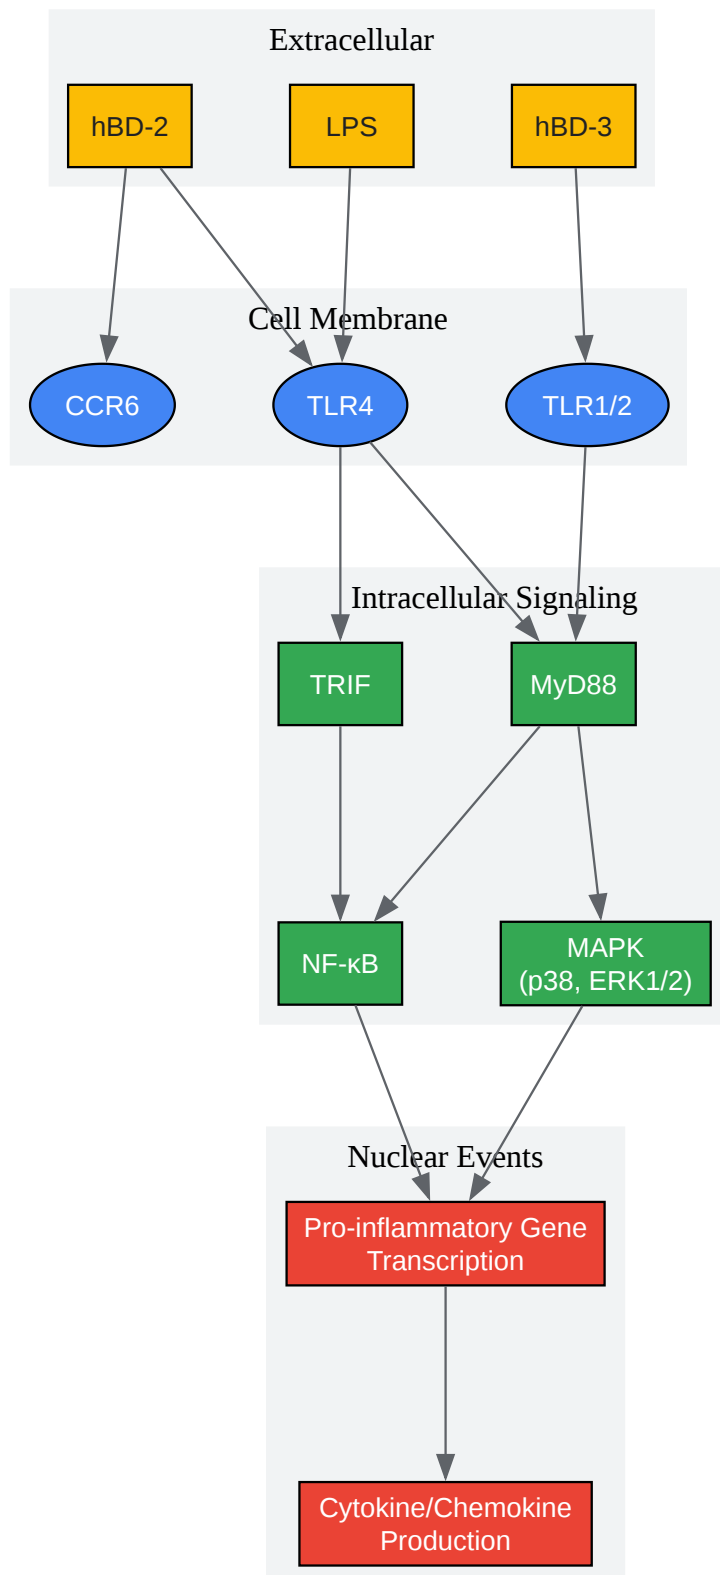 Extracellular
hBD-2
LPS
hBD-3
Cell Membrane
CCR6
TLR4
TLR1/2
Intracellular Signaling
TRIF
MyD88
NF-κB
MAPK
(p38, ERK1/2)
Nuclear Events
Pro-inflammatory Gene
Transcription
Cytokine/Chemokine
Production